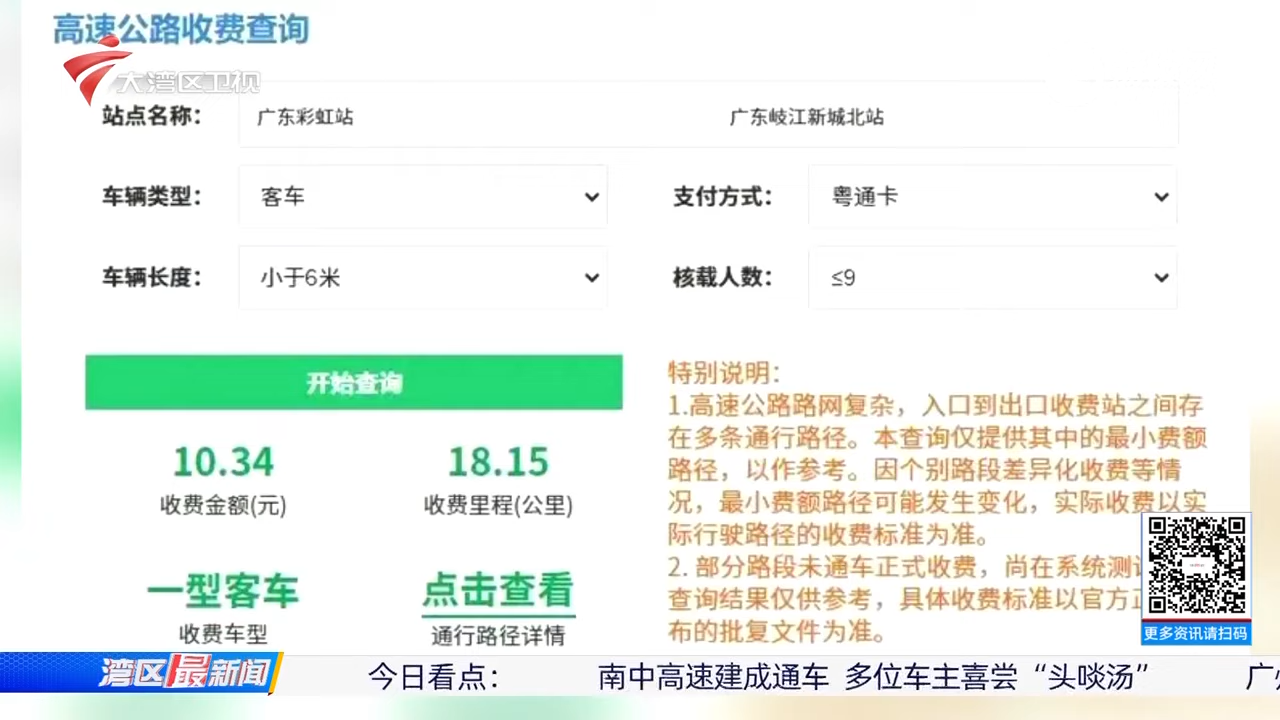 高速公路收费查询
大湾区卫视
站点名称：
广东彩虹站
广东岐江新城北站
车辆类型：
客车
支付方式：
粤通卡
车辆长度：
小于6米
核载人数：
≤9
开始查询
10.34
收费金额(元)
18.15
收费里程(公里)
一型客车
收费车型
点击查看
通行路径详情
特别说明：
1.高速公路路网复杂，入口到出口收费站之间存
在多条通行路径。本查询仅提供其中的最小费额
路径，以作参考。因个别路段差异化收费等情
况，最小费额路径可能发生变化，实际收费以实
际行驶路径的收费标准为准。
2. 部分路段未通车正式收费，尚在系统测
查询结果仅供参考，具体收费标准以官方
布的批复文件为准。
更多资讯请扫码
湾区最新闻
今日看点：
南中高速建成通车 多位车主喜尝“头啖汤”
广